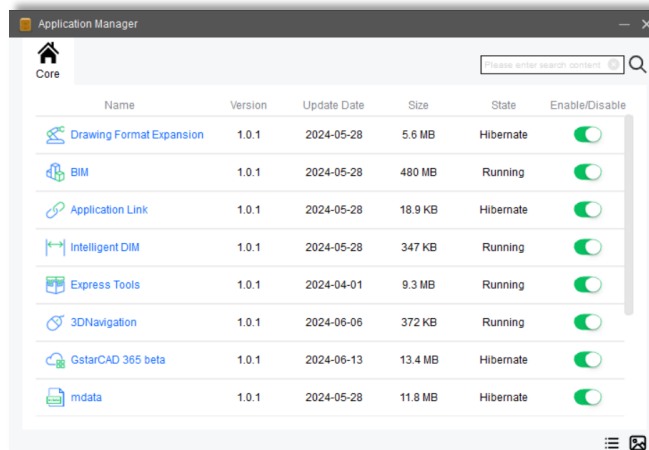 Application Manager
Core
Please enter search content
Name Version Update Date Size State Enable/Disable
Drawing Format Expansion 1.0.1 2024-05-28 5.6 MB Hibernate
BIM 1.0.1 2024-05-28 480 MB Running
Application Link 1.0.1 2024-05-28 18.9 KB Hibernate
Intelligent DIM 1.0.1 2024-05-28 347 KB Running
Express Tools 1.0.1 2024-04-01 9.3 MB Running
3DNavigation 1.0.1 2024-06-06 372 KB Running
GstarCAD 365 beta 1.0.1 2024-06-13 13.4 MB Hibernate
mdata 1.0.1 2024-05-28 11.8 MB Hibernate